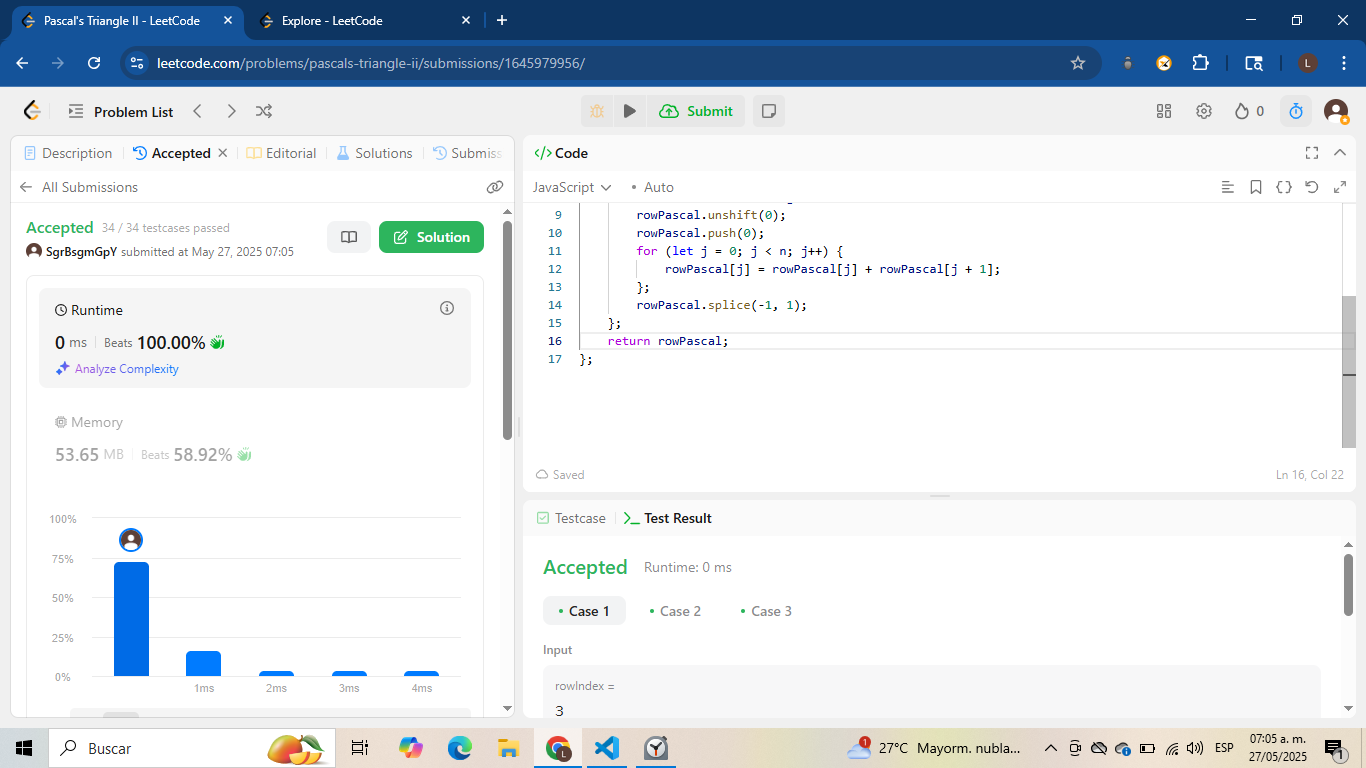 Pascal's Triangle II - LeetCode
Explore - LeetCode
leetcode.com/problems/pascals-triangle-ii/submissions/1645979956/
L
Problem List
Submit
0
Description
Accepted
Editorial
Solutions
Submiss
All Submissions
Accepted 34 / 34 testcases passed
SgrBsgmGpY submitted at May 27, 2025 07:05
Solution
Runtime
0 ms Beats 100.00%
Analyze Complexity
Memory
53.65 MB Beats 58.92%
100%
75%
50%
25%
0%
1ms 2ms 3ms 4ms
</> Code
JavaScript
Auto
9 rowPascal.unshift(0);
10 rowPascal.push(0);
11 for (let j = 0; j < n; j++) {
12 rowPascal[j] = rowPascal[j] + rowPascal[j + 1];
13 };
14 rowPascal.splice(-1, 1);
15 };
16 return rowPascal;
17 };
Saved
Ln 16, Col 22
Testcase
Test Result
Accepted Runtime: 0 ms
Case 1
Case 2
Case 3
Input
rowIndex =
3
Buscar
L
1
27°C Mayorm. nubla...
ESP
07:05 a. m.
27/05/2025
1